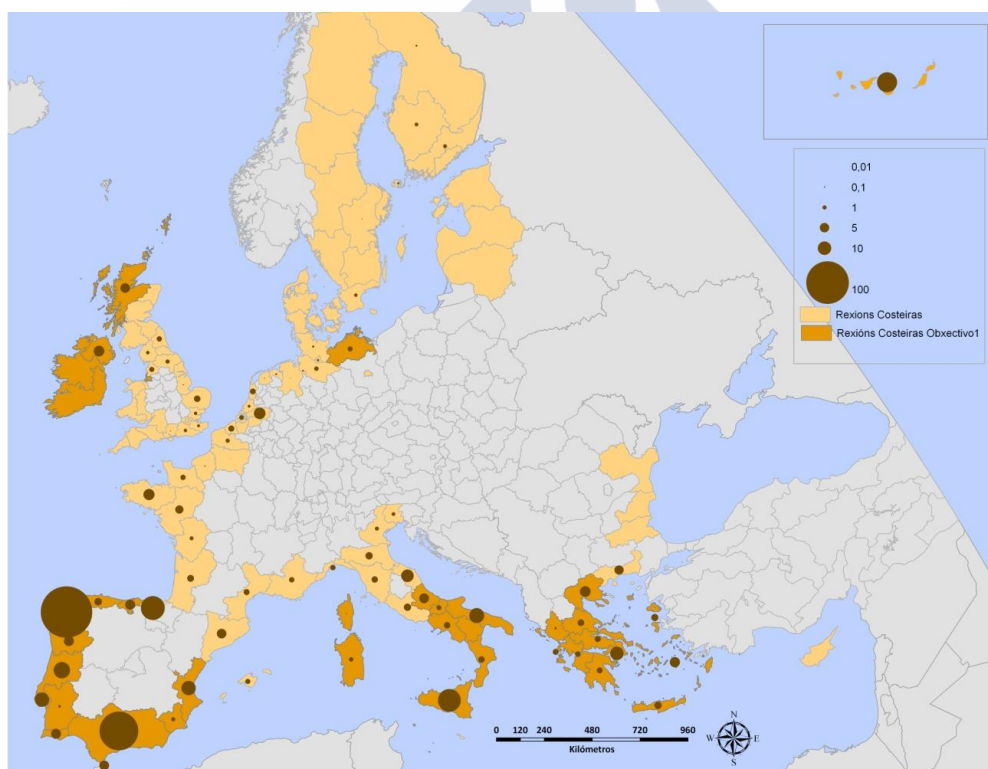 0,01
0,1
1
5
10
100
Rexions Costeiras
Rexións Costeiras Obxectivo1
0 120 240 480 720 960
Kilómetros
N
W E
S